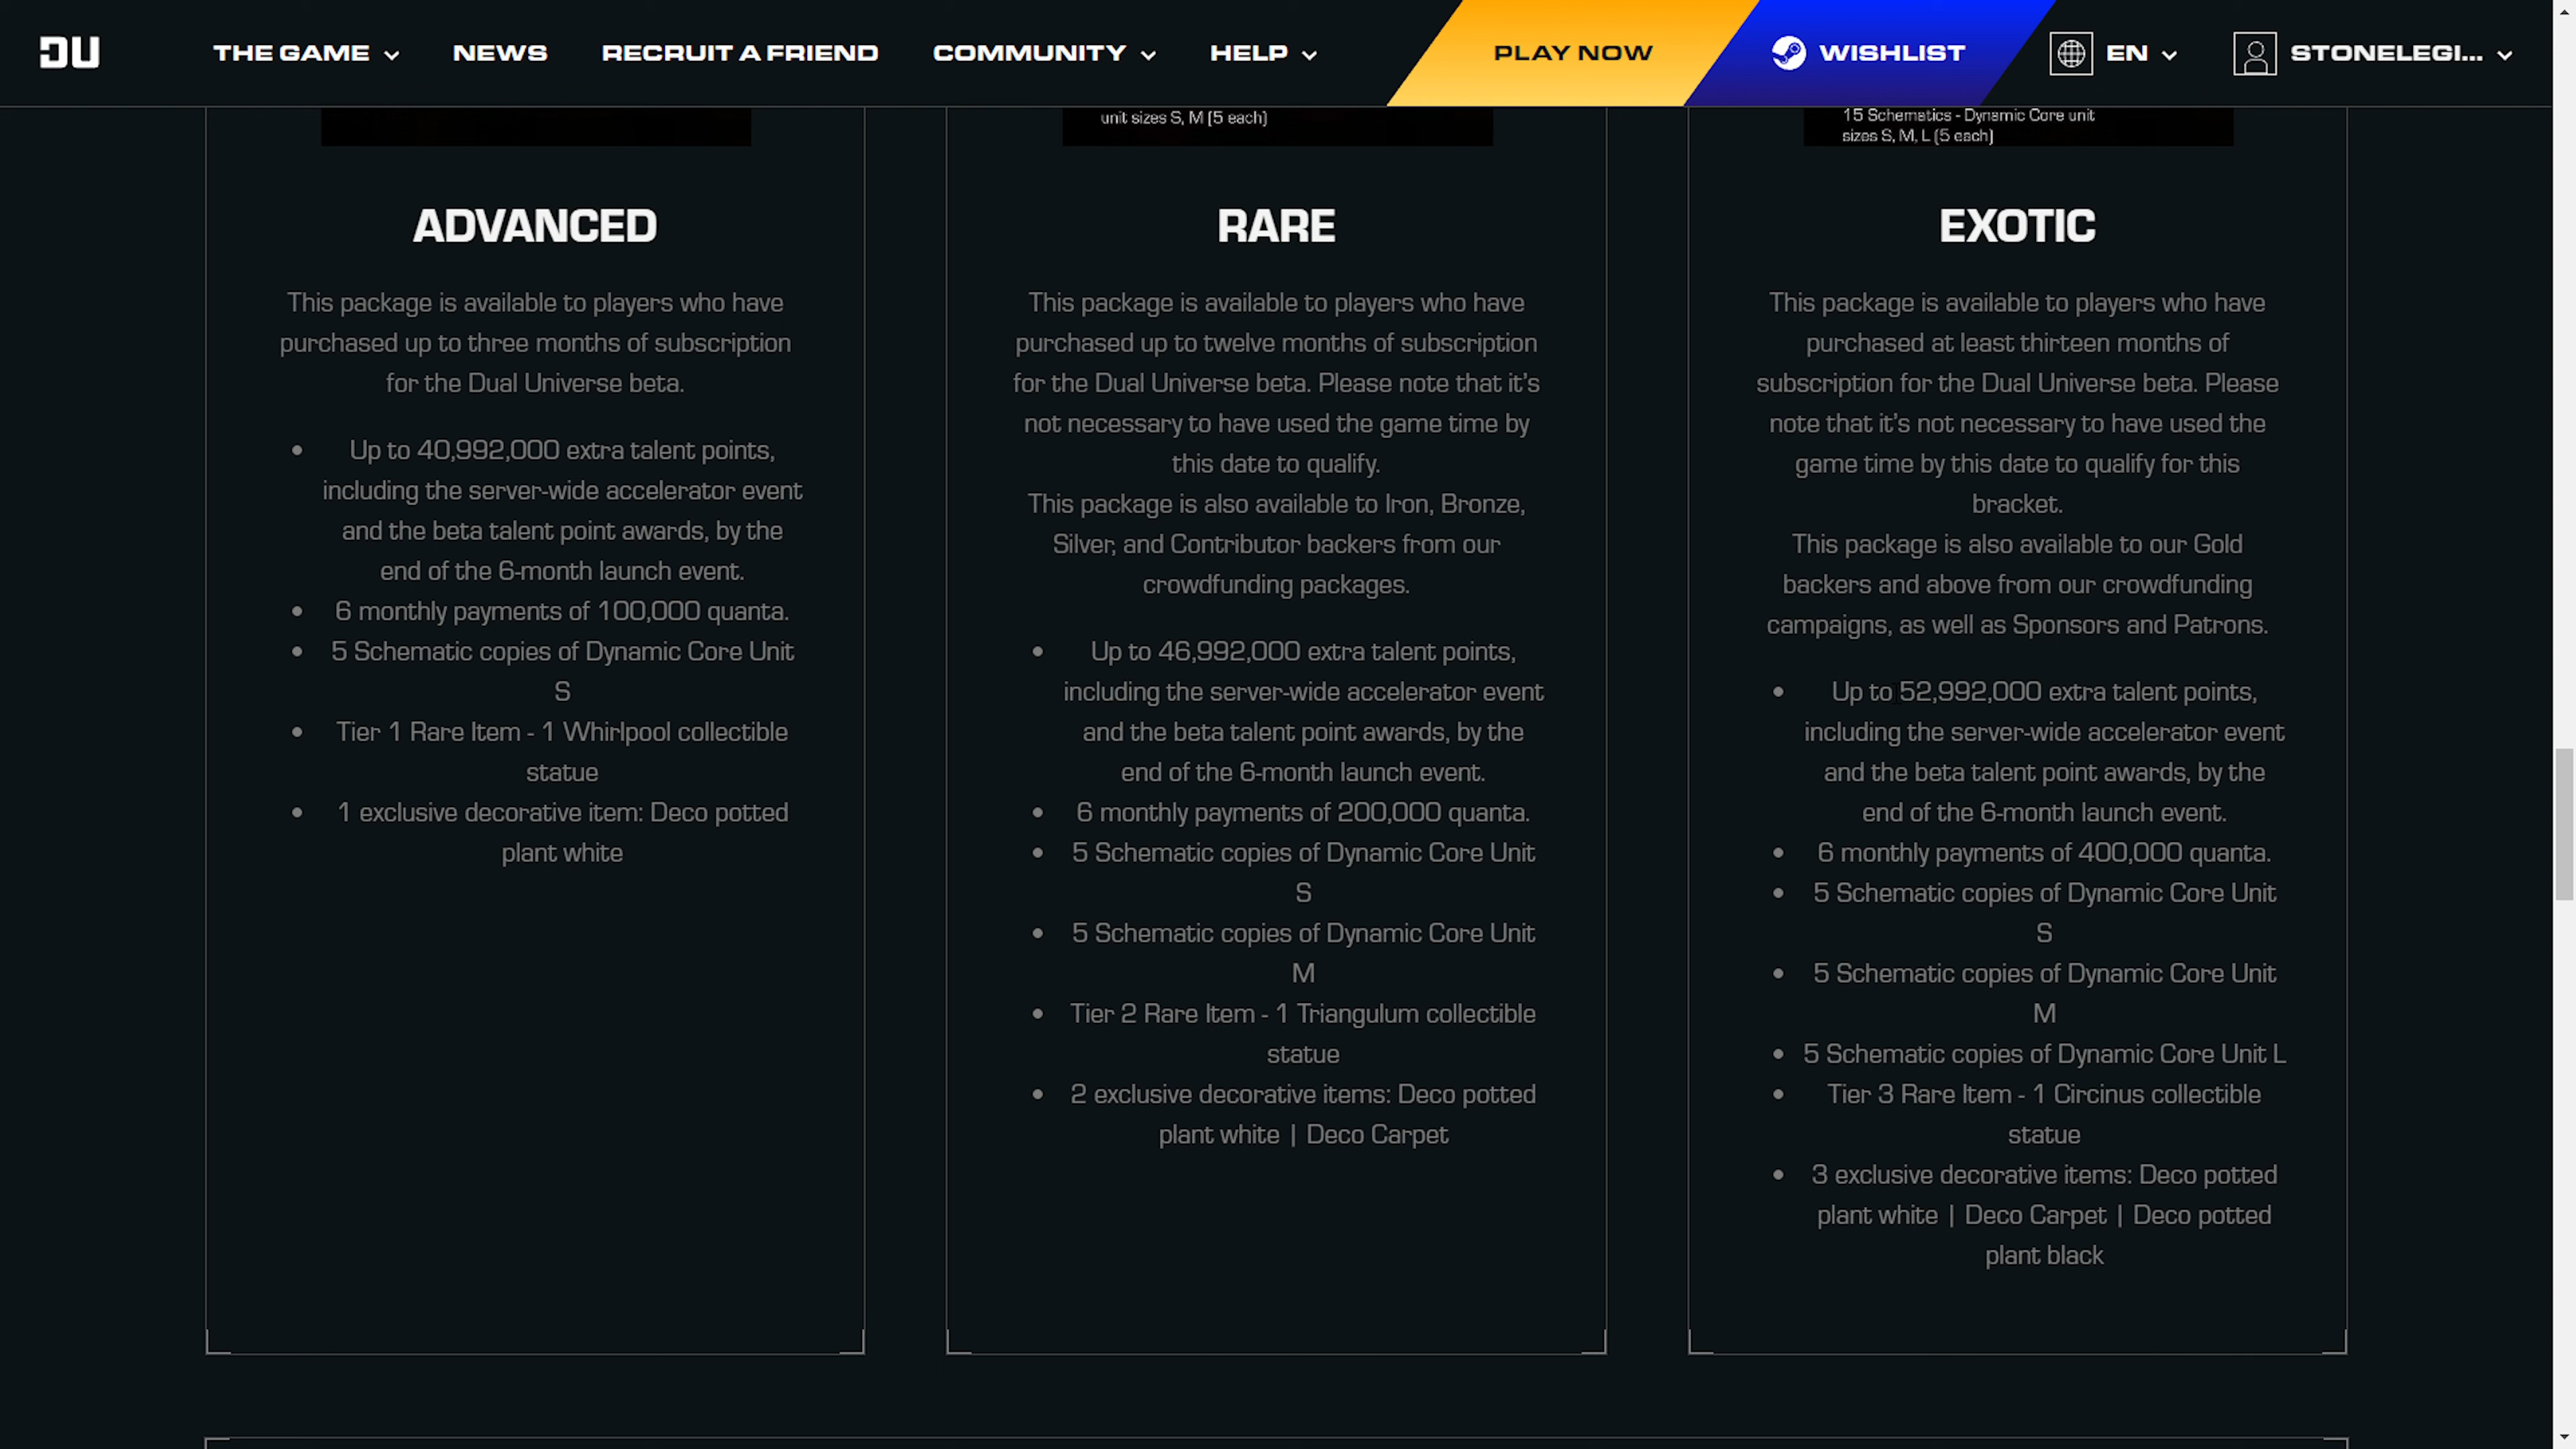 DU
THE GAME
NEWS
RECRUIT A FRIEND
COMMUNITY
HELP
PLAY NOW
WISHLIST
EN
STONELEGI...
unit sizes S, M (5 each)
15 Schematics - Dynamic Core unit
sizes S, M, L (5 each)
ADVANCED
This package is available to players who have
purchased up to three months of subscription
for the Dual Universe beta.
• Up to 40,992,000 extra talent points,
including the server-wide accelerator event
and the beta talent point awards, by the
end of the 6-month launch event.
• 6 monthly payments of 100,000 quanta.
• 5 Schematic copies of Dynamic Core Unit
S
• Tier 1 Rare Item - 1 Whirlpool collectible
statue
• 1 exclusive decorative item: Deco potted
plant white
RARE
This package is available to players who have
purchased up to twelve months of subscription
for the Dual Universe beta. Please note that it's
not necessary to have used the game time by
this date to qualify.
This package is also available to Iron, Bronze,
Silver, and Contributor backers from our
crowdfunding packages.
• Up to 46,992,000 extra talent points,
including the server-wide accelerator event
and the beta talent point awards, by the
end of the 6-month launch event.
• 6 monthly payments of 200,000 quanta.
• 5 Schematic copies of Dynamic Core Unit
S
• 5 Schematic copies of Dynamic Core Unit
M
• Tier 2 Rare Item - 1 Triangulum collectible
statue
• 2 exclusive decorative items: Deco potted
plant white | Deco Carpet
EXOTIC
This package is available to players who have
purchased at least thirteen months of
subscription for the Dual Universe beta. Please
note that it's not necessary to have used the
game time by this date to qualify for this
bracket.
This package is also available to our Gold
backers and above from our crowdfunding
campaigns, as well as Sponsors and Patrons.
• Up to 52,992,000 extra talent points,
including the server-wide accelerator event
and the beta talent point awards, by the
end of the 6-month launch event.
• 6 monthly payments of 400,000 quanta.
• 5 Schematic copies of Dynamic Core Unit
S
• 5 Schematic copies of Dynamic Core Unit
M
• 5 Schematic copies of Dynamic Core Unit L
• Tier 3 Rare Item - 1 Circinus collectible
statue
• 3 exclusive decorative items: Deco potted
plant white | Deco Carpet | Deco potted
plant black